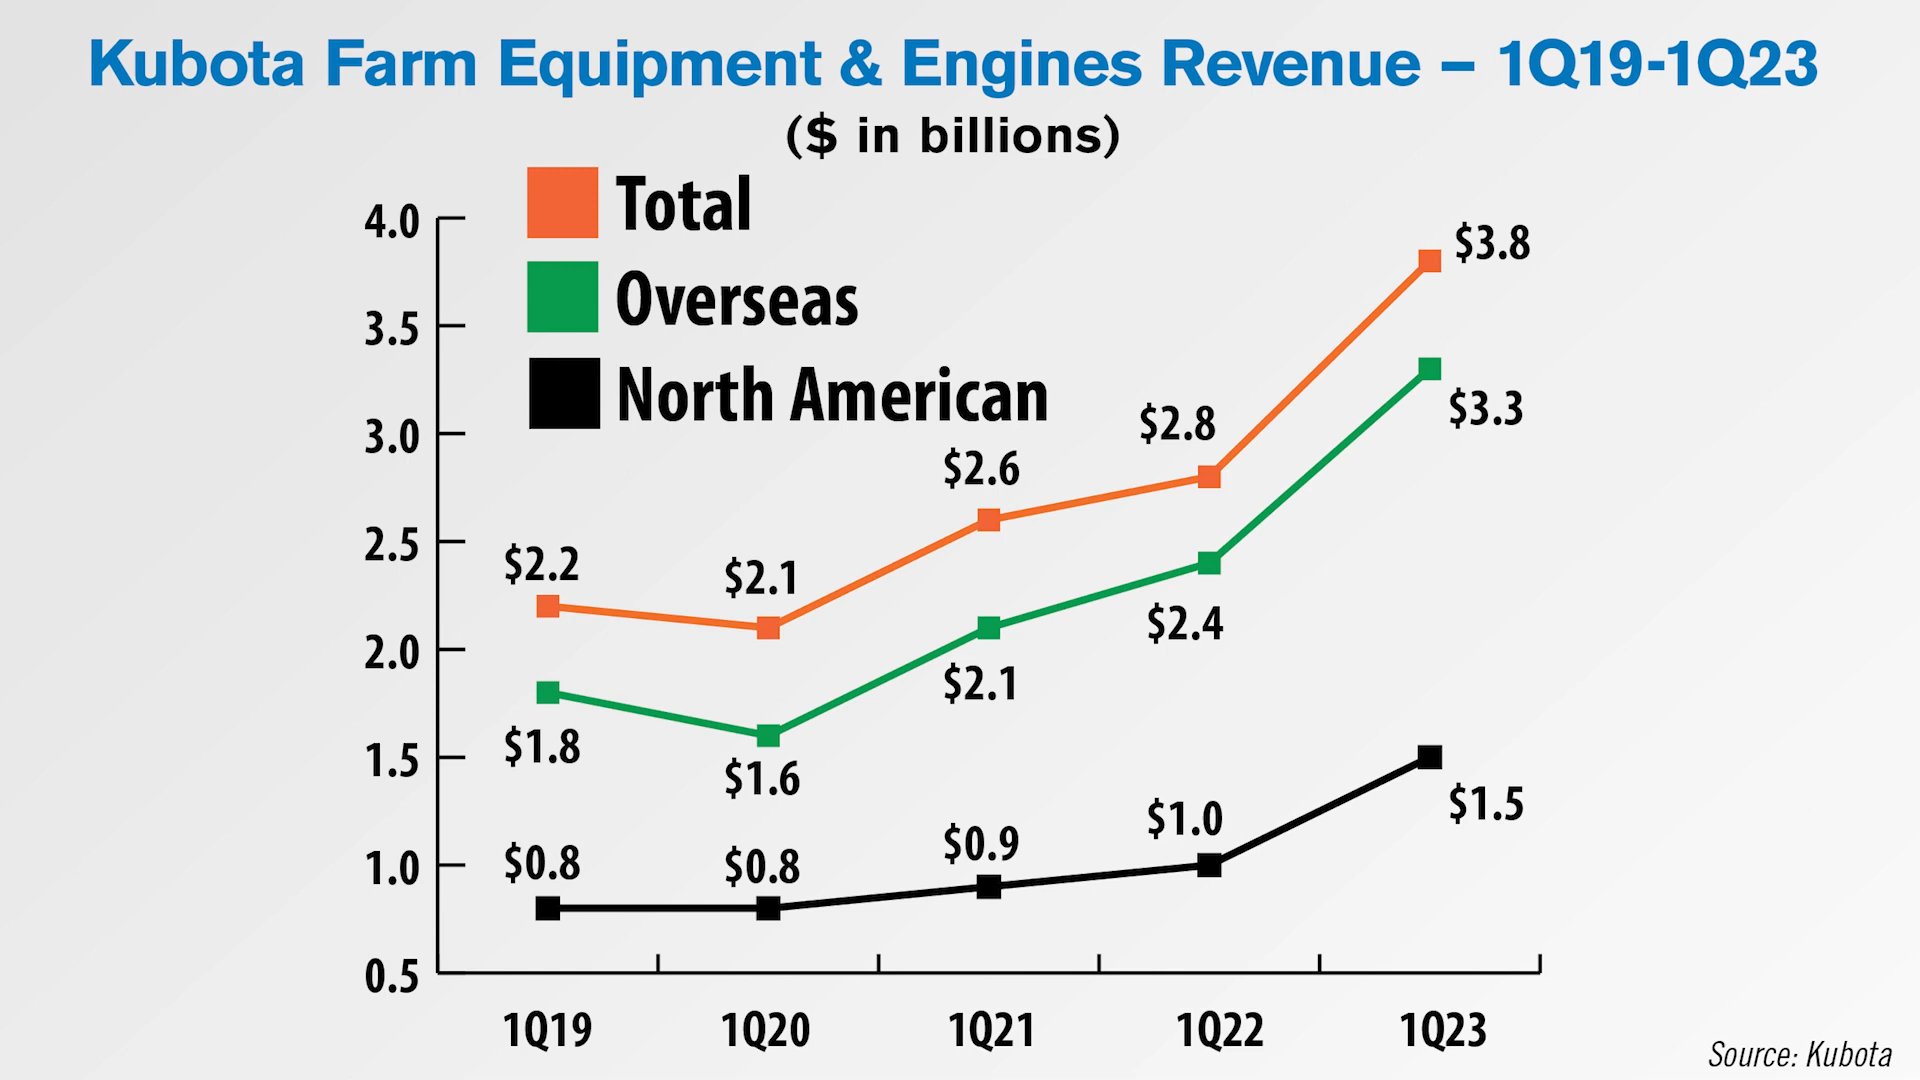 Kubota Farm Equipment & Engines Revenue – 1Q19-1Q23
($ in billions)
Total
Overseas
North American
4.0
3.5
3.0
2.5
2.0
1.5
1.0
0.5
$2.2
$2.1
$2.6
$2.8
$3.8
$1.8
$1.6
$2.1
$2.4
$3.3
$0.8
$0.8
$0.9
$1.0
$1.5
1Q19
1Q20
1Q21
1Q22
1Q23
Source: Kubota